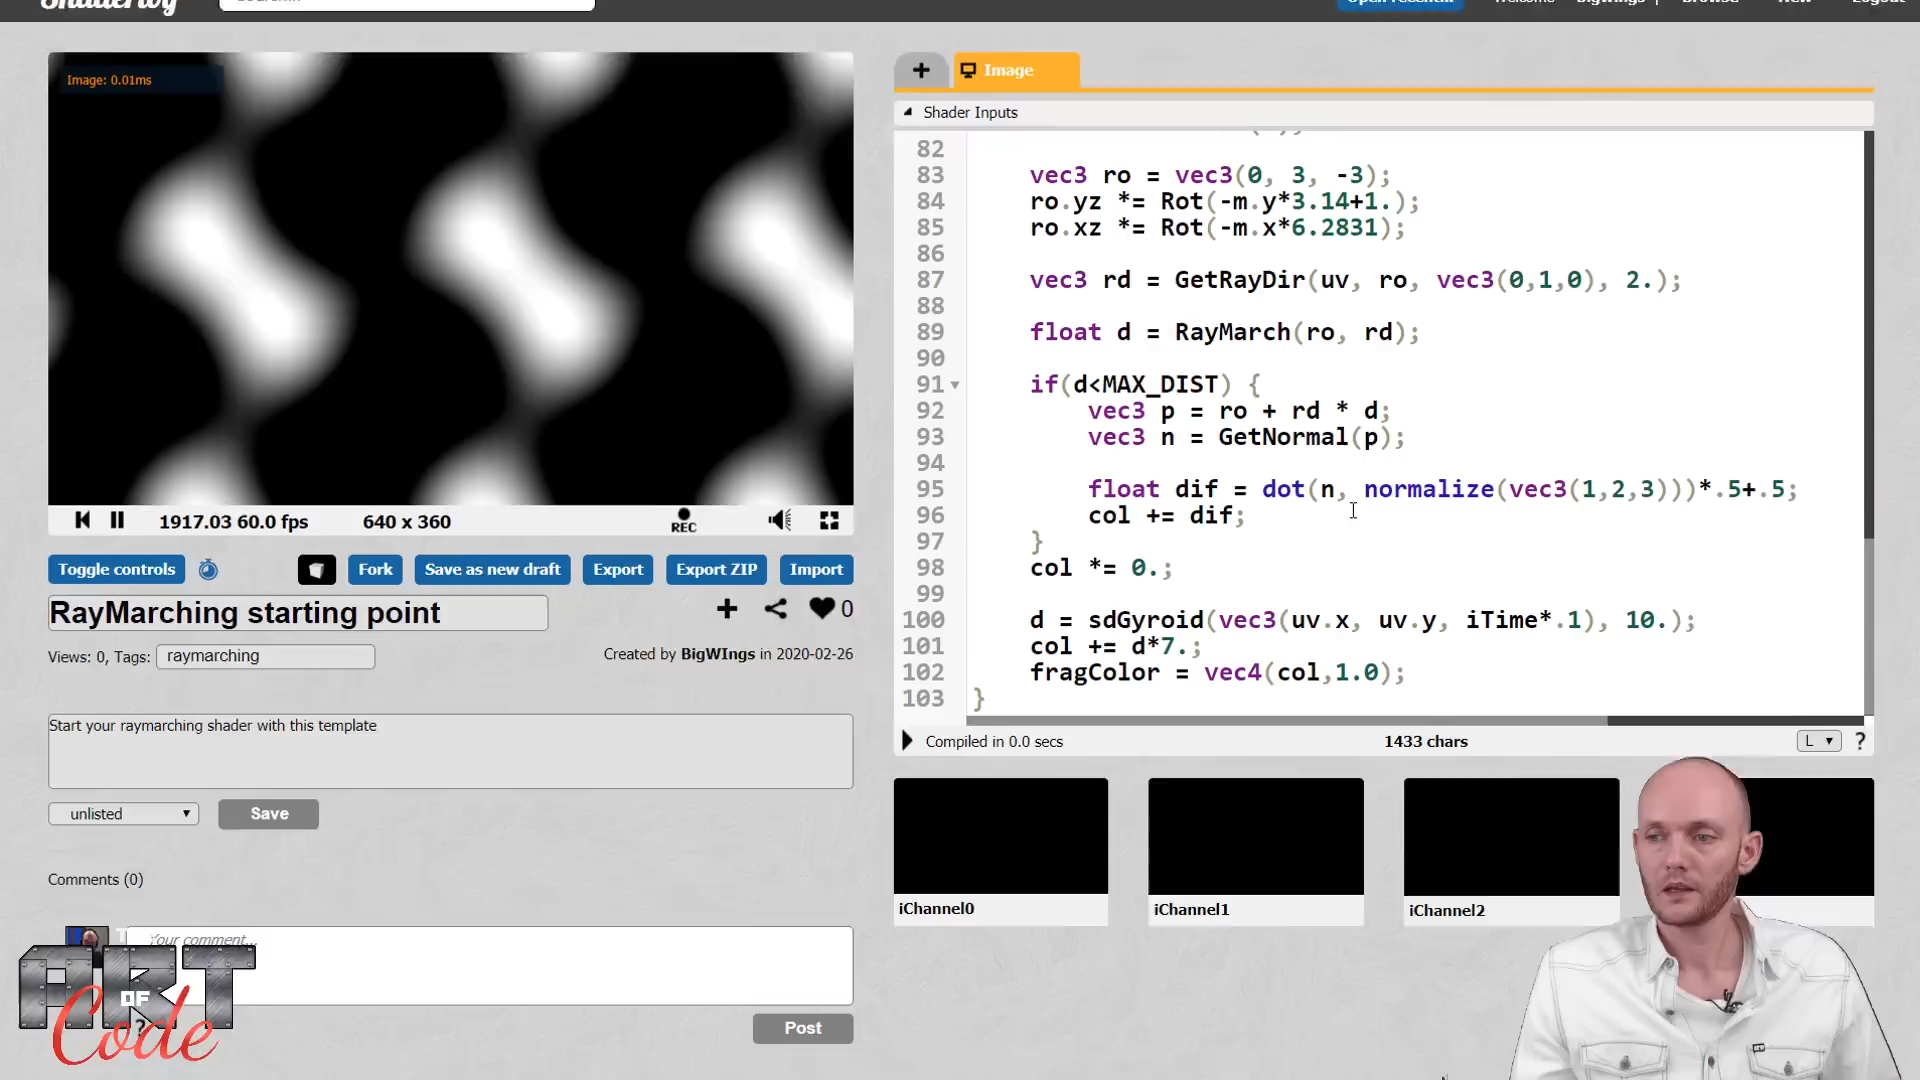 Image: 0.01ms
1917.03 60.0 fps
640 x 360
REC
Toggle controls
Fork
Save as new draft
Export
Export ZIP
Import
RayMarching starting point
0
Views: 0, Tags:
raymarching
Created by BigWIngs in 2020-02-26
Start your raymarching shader with this template
unlisted
Save
Comments (0)
Your comment...
Post
ART
OF
Code
+
Image
Shader Inputs
82
83 vec3 ro = vec3(0, 3, -3);
84 ro.yz *= Rot(-m.y*3.14+1.);
85 ro.xz *= Rot(-m.x*6.2831);
86
87 vec3 rd = GetRayDir(uv, ro, vec3(0,1,0), 2.);
88
89 float d = RayMarch(ro, rd);
90
91 if(d<MAX_DIST) {
92 vec3 p = ro + rd * d;
93 vec3 n = GetNormal(p);
94
95 float dif = dot(n, normalize(vec3(1,2,3)))*.5+.5;
96 col += dif;
97 }
98 col *= 0.;
99
100 d = sdGyroid(vec3(uv.x, uv.y, iTime*.1), 10.);
101 col += d*7.;
102 fragColor = vec4(col,1.0);
103 }
Compiled in 0.0 secs
1433 chars
L
?
iChannel0
iChannel1
iChannel2